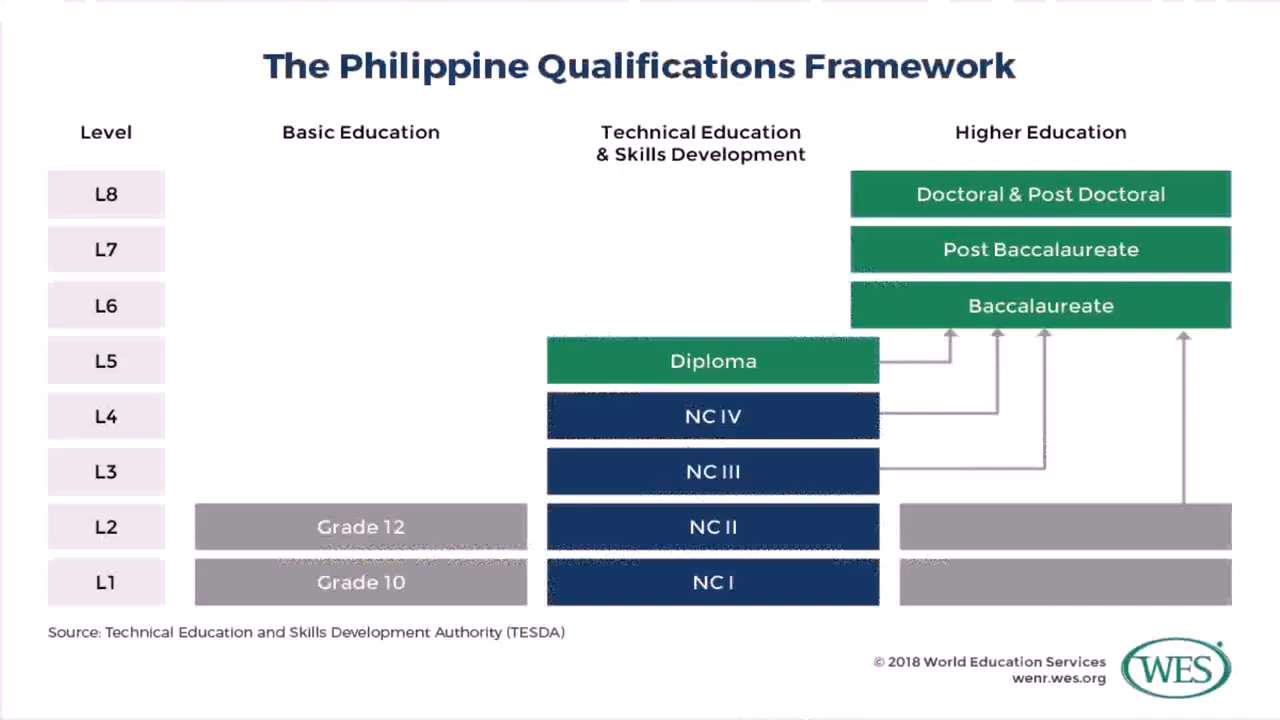 The Philippine Qualifications Framework
Level
Basic Education
Technical Education
& Skills Development
Higher Education
L8
Doctoral & Post Doctoral
L7
Post Baccalaureate
L6
Baccalaureate
L5
Diploma
L4
NC IV
L3
NC III
L2
Grade 12
NC II
L1
Grade 10
NC I
Source: Technical Education and Skills Development Authority (TESDA)
© 2018 World Education Services
wenr.wes.org
WES